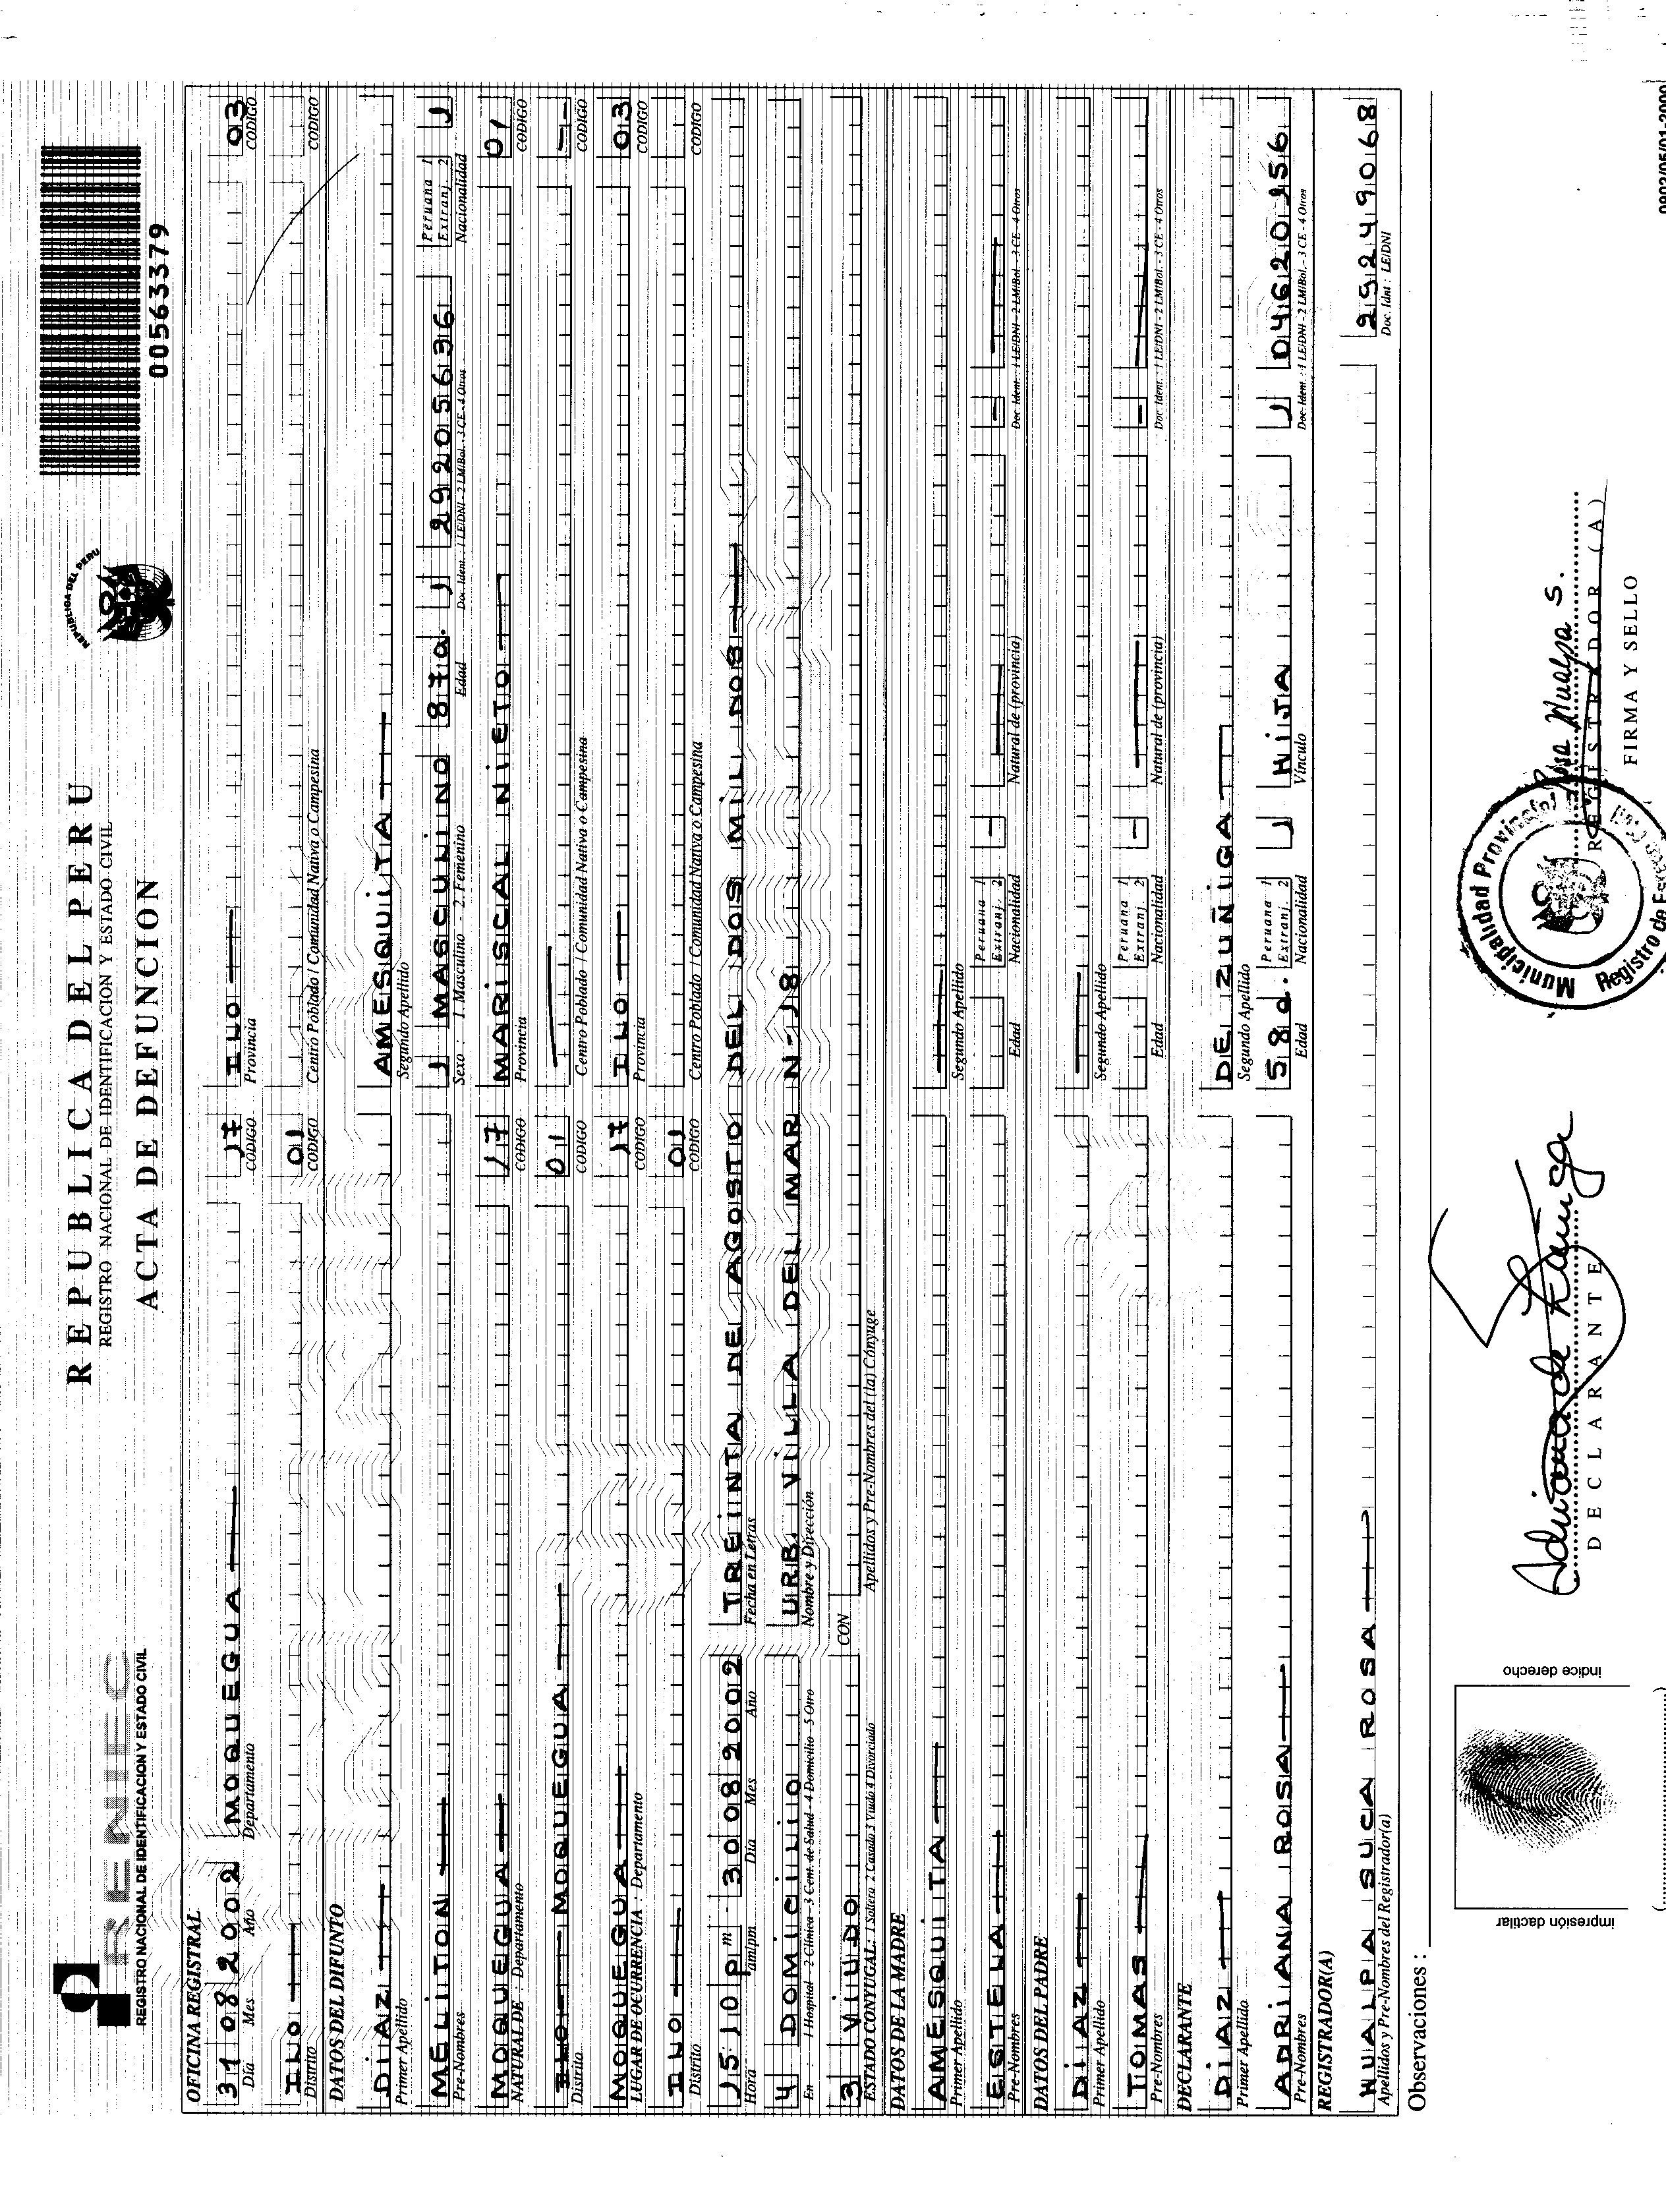 REPUBLICA DEL PERU
REGISTRO NACIONAL DE IDENTIFICACION Y ESTADO CIVIL
ACTA DE DEFUNCION
RENIEC
REGISTRO NACIONAL DE IDENTIFICACION Y ESTADO CIVIL
REPUBLICA DEL PERU
00563379
OFICINA REGISTRAL
31 08 2002 MOQUEGUA 17 ILO 03
Día Mes Año Departamento CODIGO Provincia CODIGO
ILO 01
Distrito CODIGO Centro Poblado / Comunidad Nativa o Campesina CODIGO
DATOS DEL DIFUNTO
DIAZ AMESQUITA
Primer Apellido Segundo Apellido
MELITON 1 MASCULINO 87a. 1 29205636 Peruana 1 Extranj. 2 1
Pre-Nombres Sexo : 1. Masculino - 2. Femenino Edad Doc. Ident.: 1 LE/DNI - 2 LM/Bol. - 3 CE - 4 Otros Nacionalidad
MOQUEGUA 17 MARISCAL NIETO 01
NATURAL DE : Departamento CODIGO Provincia CODIGO
ILO - MOQUEGUA 01 --
Distrito CODIGO Centro Poblado / Comunidad Nativa o Campesina CODIGO
MOQUEGUA 17 ILO 03
LUGAR DE OCURRENCIA : Departamento CODIGO Provincia CODIGO
ILO 01
Distrito CODIGO Centro Poblado / Comunidad Nativa o Campesina CODIGO
15 10 pm 30 08 2002 TREINTA DE AGOSTO DEL DOS MIL DOS
Hora am/pm Día Mes Año Fecha en Letras
4 DOMICILIO URB. VILLA DEL MAR N-18
En : 1 Hospital - 2 Clínica - 3 Cent. de Salud - 4 Domicilio - 5 Otro Nombre y Dirección
3 VIUDO CON
ESTADO CONYUGAL: 1 Soltero 2 Casado 3 Viudo 4 Divorciado Apellidos y Pre-Nombres del (la) Cónyuge
DATOS DE LA MADRE
AMESQUITA
Primer Apellido Segundo Apellido
ESTELA Peruana 1 Extranj. 2 - -
Pre-Nombres Edad Nacionalidad Natural de (provincia) Doc. Ident. : 1 LE/DNI - 2 LM/Bol. - 3 CE - 4 Otros
DATOS DEL PADRE
DIAZ
Primer Apellido Segundo Apellido
TOMAS Peruana 1 Extranj. 2 - -
Pre-Nombres Edad Nacionalidad Natural de (provincia) Doc. Ident. : 1 LE/DNI - 2 LM/Bol. - 3 CE - 4 Otros
DECLARANTE
DIAZ DE ZUÑIGA
Primer Apellido Segundo Apellido
ADRIANA ROSA 58a. Peruana 1 Extranj. 2 1 HIJA 1 04620156
Pre-Nombres Edad Nacionalidad Vínculo Doc. Ident. : 1 LE/DNI - 2 LM/Bol. - 3 CE - 4 Otros
REGISTRADOR(A)
HUALPA SUCA ROSA 25249068
Apellidos y Pre-Nombres del Registrador(a) Doc. Idnt : LE/DNI
Observaciones :
impresión dactilar
indice derecho
Adriana de Zuñiga
DECLARANTE
Municipalidad Provincial
Registro de
Rosa Hualpa S.
REGISTRADOR (A)
FIRMA Y SELLO